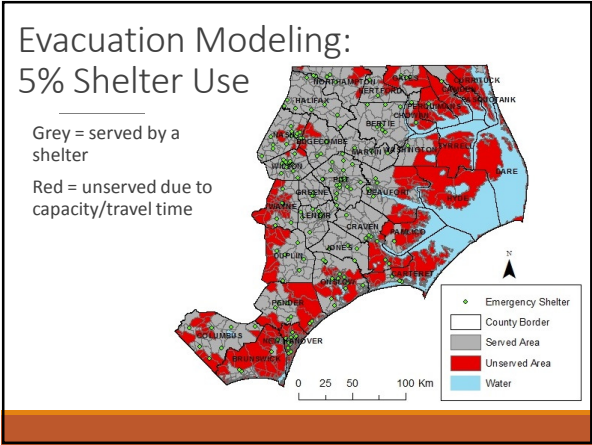 Evacuation Modeling:
5% Shelter Use
Grey = served by a
shelter
Red = unserved due to
capacity/travel time
NORTHAMPTON
GATES
CURRITUCK
HERTFORD
CAMDEN
HALIFAX
PASQUOTANK
PERQUIMANS
CHOWAN
BERTIE
NASH
EDGECOMBE
MARTIN
WASHINGTON
TYRRELL
WILSON
DARE
PITT
GREENE
BEAUFORT
HYDE
WAYNE
LENOIR
CRAVEN
PAMLICO
JONES
DUPLIN
CARTERET
ONSLOW
PENDER
COLUMBUS
NEW HANOVER
BRUNSWICK
N
Emergency Shelter
County Border
Served Area
Unserved Area
Water
0 25 50 100 Km